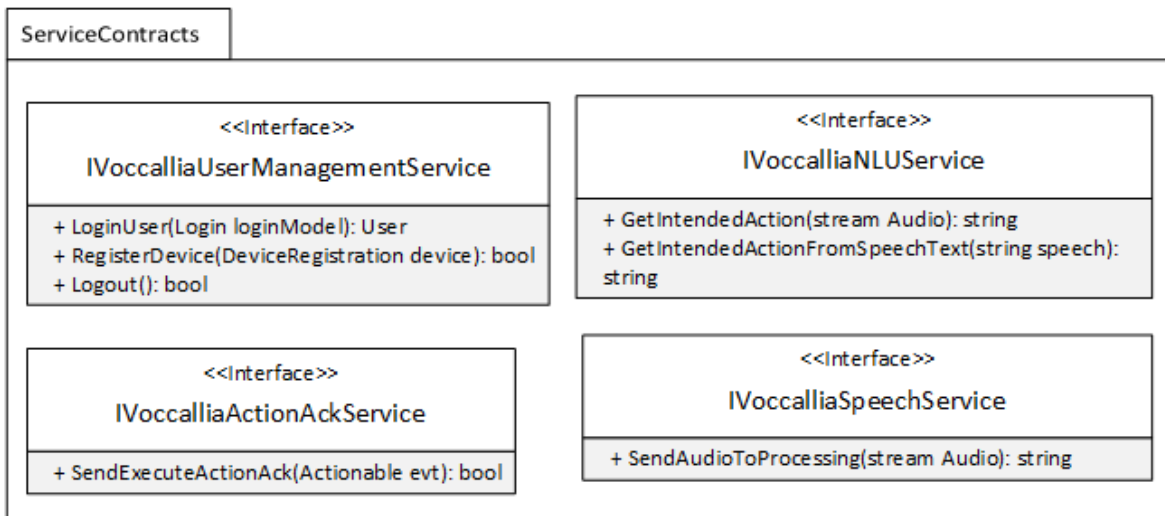 ServiceContracts
<<Interface>>
IVoccalliaUserManagementService
+ LoginUser(Login loginModel): User
+ RegisterDevice(DeviceRegistration device): bool
+ Logout(): bool
<<Interface>>
IVoccalliaNLUService
+ GetIntendedAction(stream Audio): string
+ GetIntendedActionFromSpeechText(string speech):
string
<<Interface>>
IVoccalliaActionAckService
+ SendExecuteActionAck(Actionable evt): bool
<<Interface>>
IVoccalliaSpeechService
+ SendAudioToProcessing(stream Audio): string